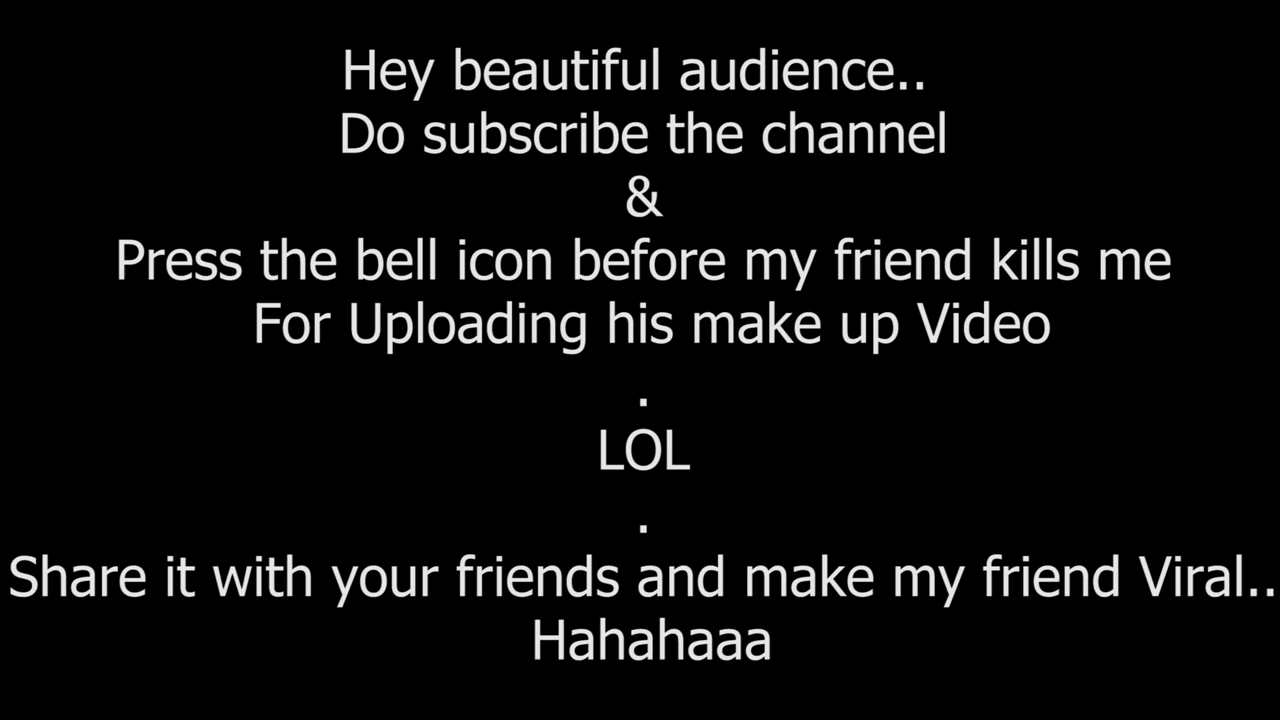 Hey beautiful audience..
Do subscribe the channel
&
Press the bell icon before my friend kills me
For Uploading his make up Video
.
LOL
.
Share it with your friends and make my friend Viral..
Hahahaaa